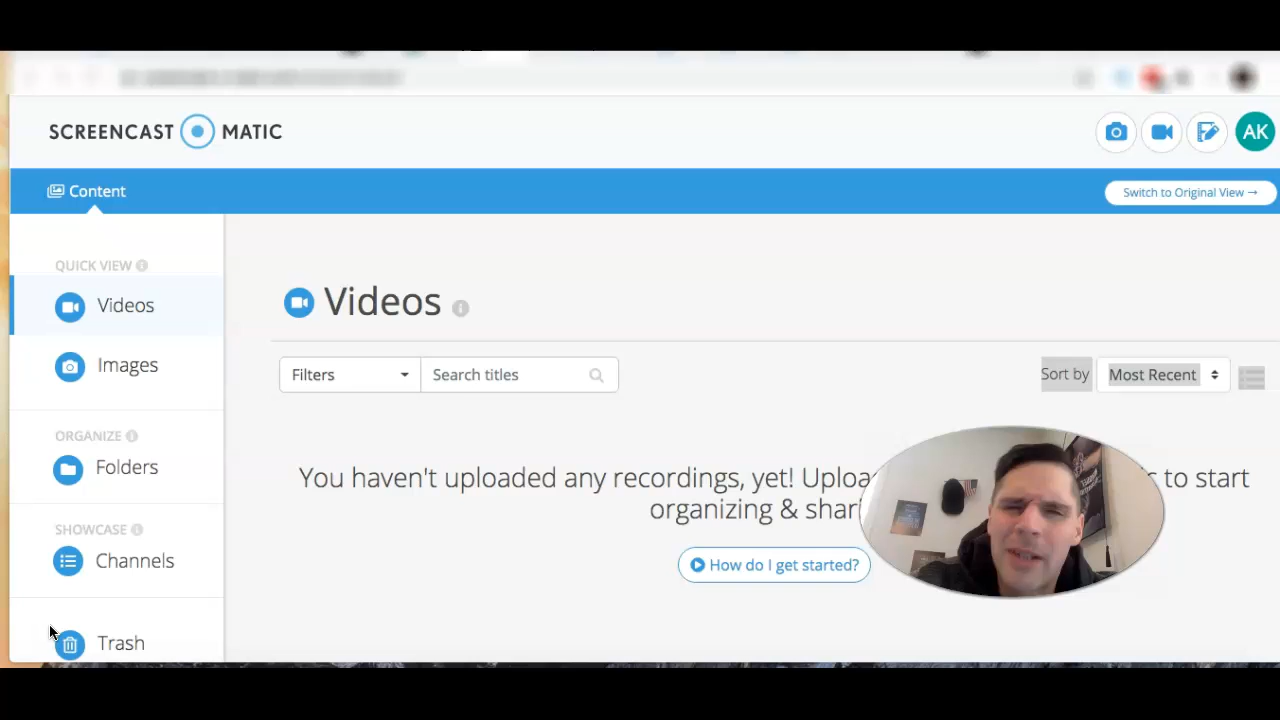 SCREENCAST MATIC
AK
Content
Switch to Original View →
QUICK VIEW
Videos
Images
ORGANIZE
Folders
SHOWCASE
Channels
Trash
Videos
Filters
Search titles
Sort by
Most Recent
You haven't uploaded any recordings, yet! to start
organizing &
How do I get started?